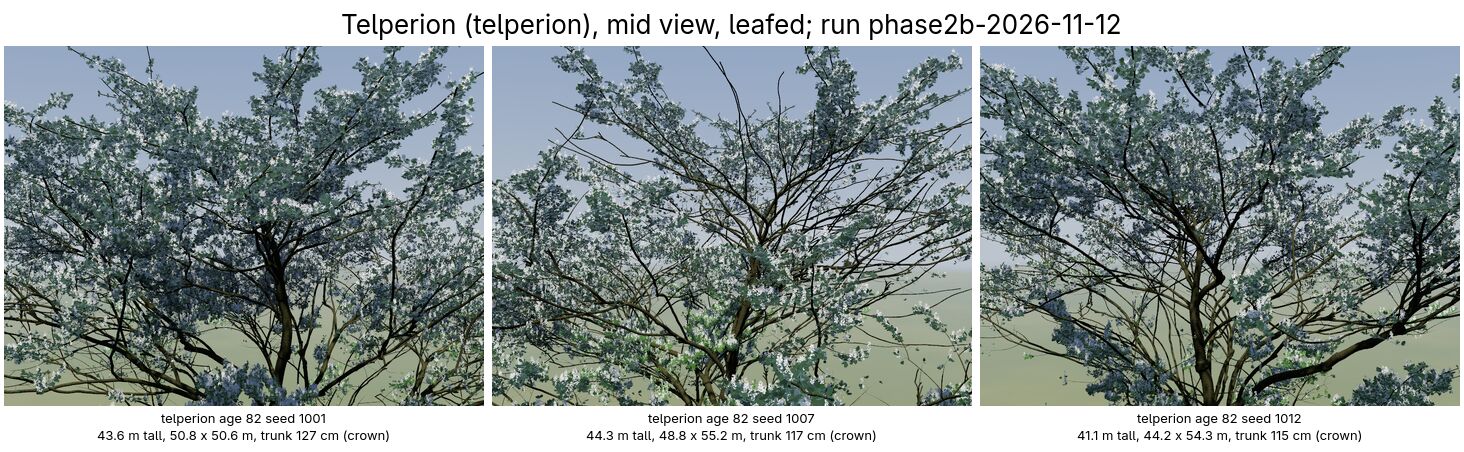 Telperion (telperion), mid view, leafed; run phase2b-2026-11-12
telperion age 82 seed 1001
43.6 m tall, 50.8 x 50.6 m, trunk 127 cm (crown)
telperion age 82 seed 1007
44.3 m tall, 48.8 x 55.2 m, trunk 117 cm (crown)
telperion age 82 seed 1012
41.1 m tall, 44.2 x 54.3 m, trunk 115 cm (crown)